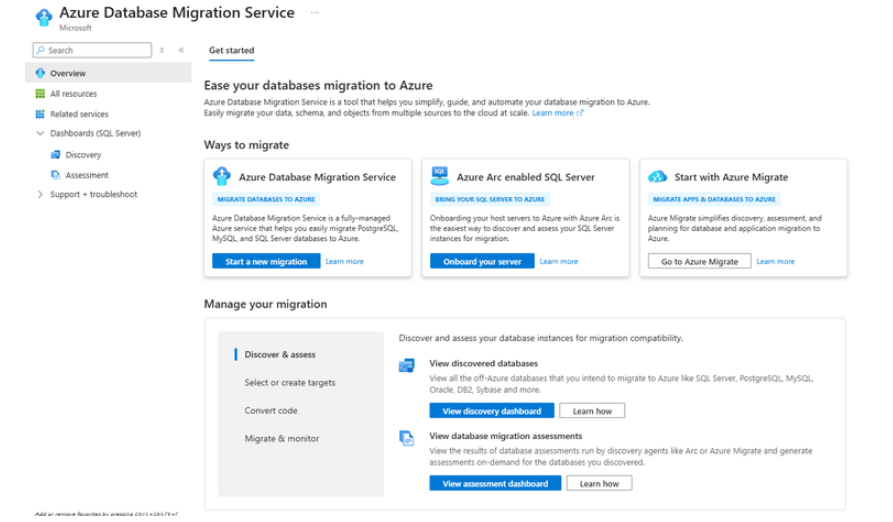 Azure Database Migration Service ...
Microsoft
Search
Overview
All resources
Related services
Dashboards (SQL Server)
Discovery
Assessment
Support + troubleshoot
Get started
Ease your databases migration to Azure
Azure Database Migration Service is a tool that helps you simplify, guide, and automate your database migration to Azure.
Easily migrate your data, schema, and objects from multiple sources to the cloud at scale. Learn more
Ways to migrate
Azure Database Migration Service
MIGRATE DATABASES TO AZURE
Azure Database Migration Service is a fully-managed
Azure service that helps you easily migrate PostgreSQL,
MySQL, and SQL Server databases to Azure.
Start a new migration Learn more
SQL
Azure Arc enabled SQL Server
BRING YOUR SQL SERVER TO AZURE
Onboarding your host servers to Azure with Azure Arc is
the easiest way to discover and assess your SQL Server
instances for migration.
Onboard your server Learn more
Start with Azure Migrate
MIGRATE APPS & DATABASES TO AZURE
Azure Migrate simplifies discovery, assessment, and
planning for database and application migration to
Azure.
Go to Azure Migrate Learn more
Manage your migration
Discover & assess
Select or create targets
Convert code
Migrate & monitor
Discover and assess your database instances for migration compatibility.
View discovered databases
View all the off-Azure databases that you intend to migrate to Azure like SQL Server, PostgreSQL, MySQL,
Oracle, DB2, Sybase and more.
View discovery dashboard Learn how
View database migration assessments
View the results of database assessments run by discovery agents like Arc or Azure Migrate and generate
assessments on-demand for the databases you discovered.
View assessment dashboard Learn how
Add or remove favorites by pressing Ctrl+Shift+F